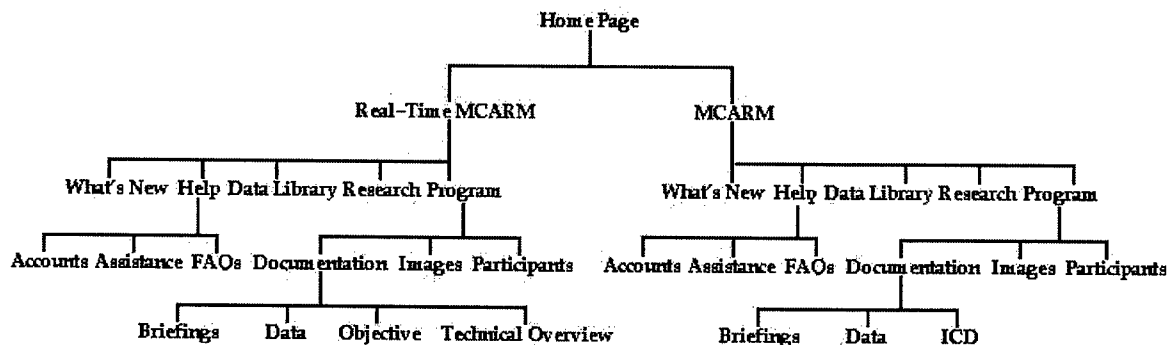 Home Page
Real-Time MCARM MCARM
What's New Help Data Library Research Program What's New Help Data Library Research Program
Accounts Assistance FAQs Documentation Images Participants Accounts Assistance FAQs Documentation Images Participants
Briefings Data Objective Technical Overview Briefings Data ICD